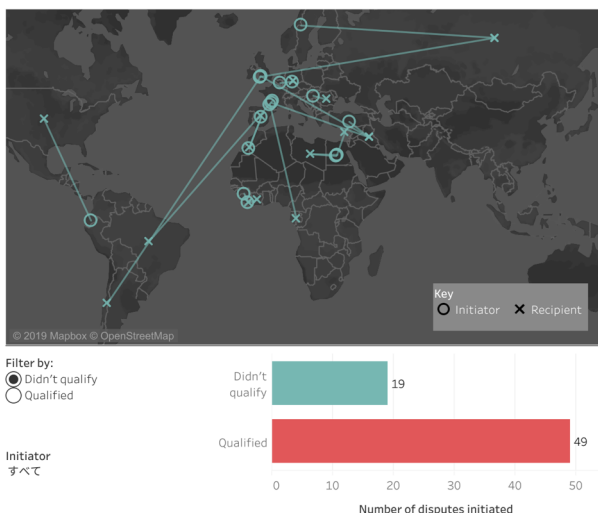 Key
Initiator
Recipient
© 2019 Mapbox © OpenStreetMap
Filter by:
Didn't qualify
Qualified
Initiator
すべて
Didn't
qualify
19
Qualified
49
0 10 20 30 40 50
Number of disputes initiated